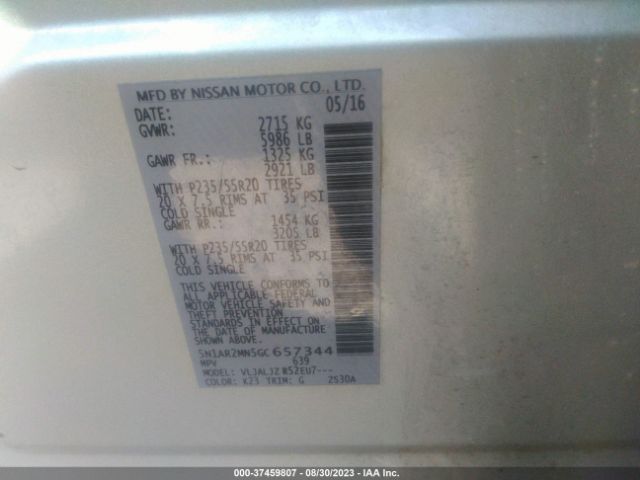 MFD BY NISSAN MOTOR CO., LTD.
DATE: 05/16
GVWR: 2715 KG
5986 LB
GAWR FR.: 1325 KG
2921 LB
WITH P235/55R20 TIRES
20 X 7.5 RIMS AT 35 PSI
COLD SINGLE
GAWR RR.: 1454 KG
3205 LB
WITH P235/55R20 TIRES
20 X 7.5 RIMS AT 35 PSI
COLD SINGLE
THIS VEHICLE CONFORMS TO
ALL APPLICABLE FEDERAL
MOTOR VEHICLE SAFETY AND
THEFT PREVENTION
STANDARDS IN EFFECT ON
THE DATE OF MANUFACTURE
SHOWN ABOVE.
5N1AR2MN5GC657344
MPV 639
MODEL: VLJALJZ R52EU7---
COLOR: K23 TRIM: G 2530A
000-37459807 - 08/30/2023 - IAA Inc.